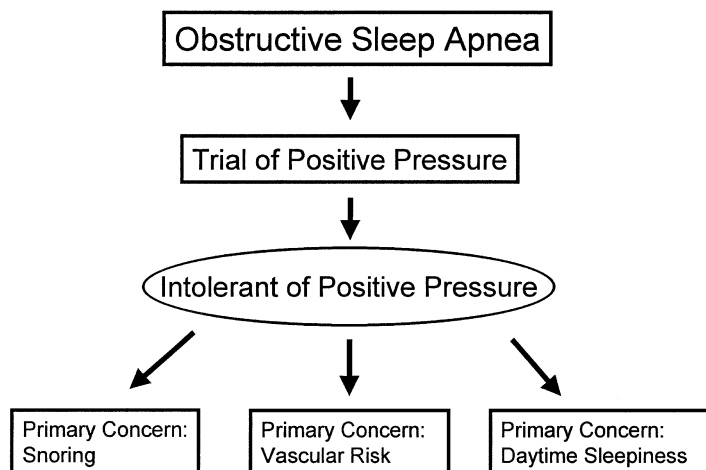 Obstructive Sleep Apnea
Trial of Positive Pressure
Intolerant of Positive Pressure
Primary Concern:
Snoring
Primary Concern:
Vascular Risk
Primary Concern:
Daytime Sleepiness